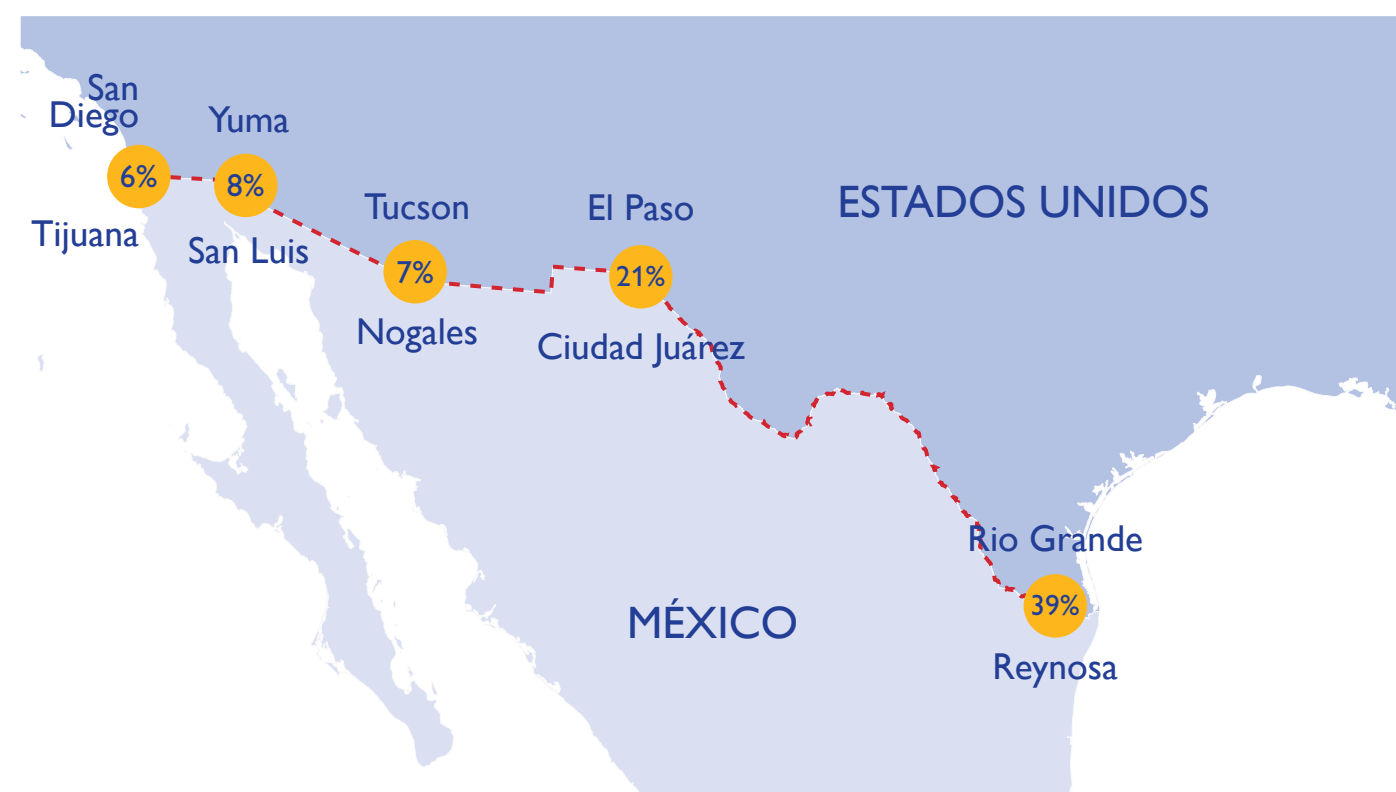 San
Diego
Yuma
6%
8%
Tijuana
San Luis
Tucson
7%
Nogales
El Paso
21%
Ciudad Juárez
ESTADOS UNIDOS
MÉXICO
Rio Grande
39%
Reynosa